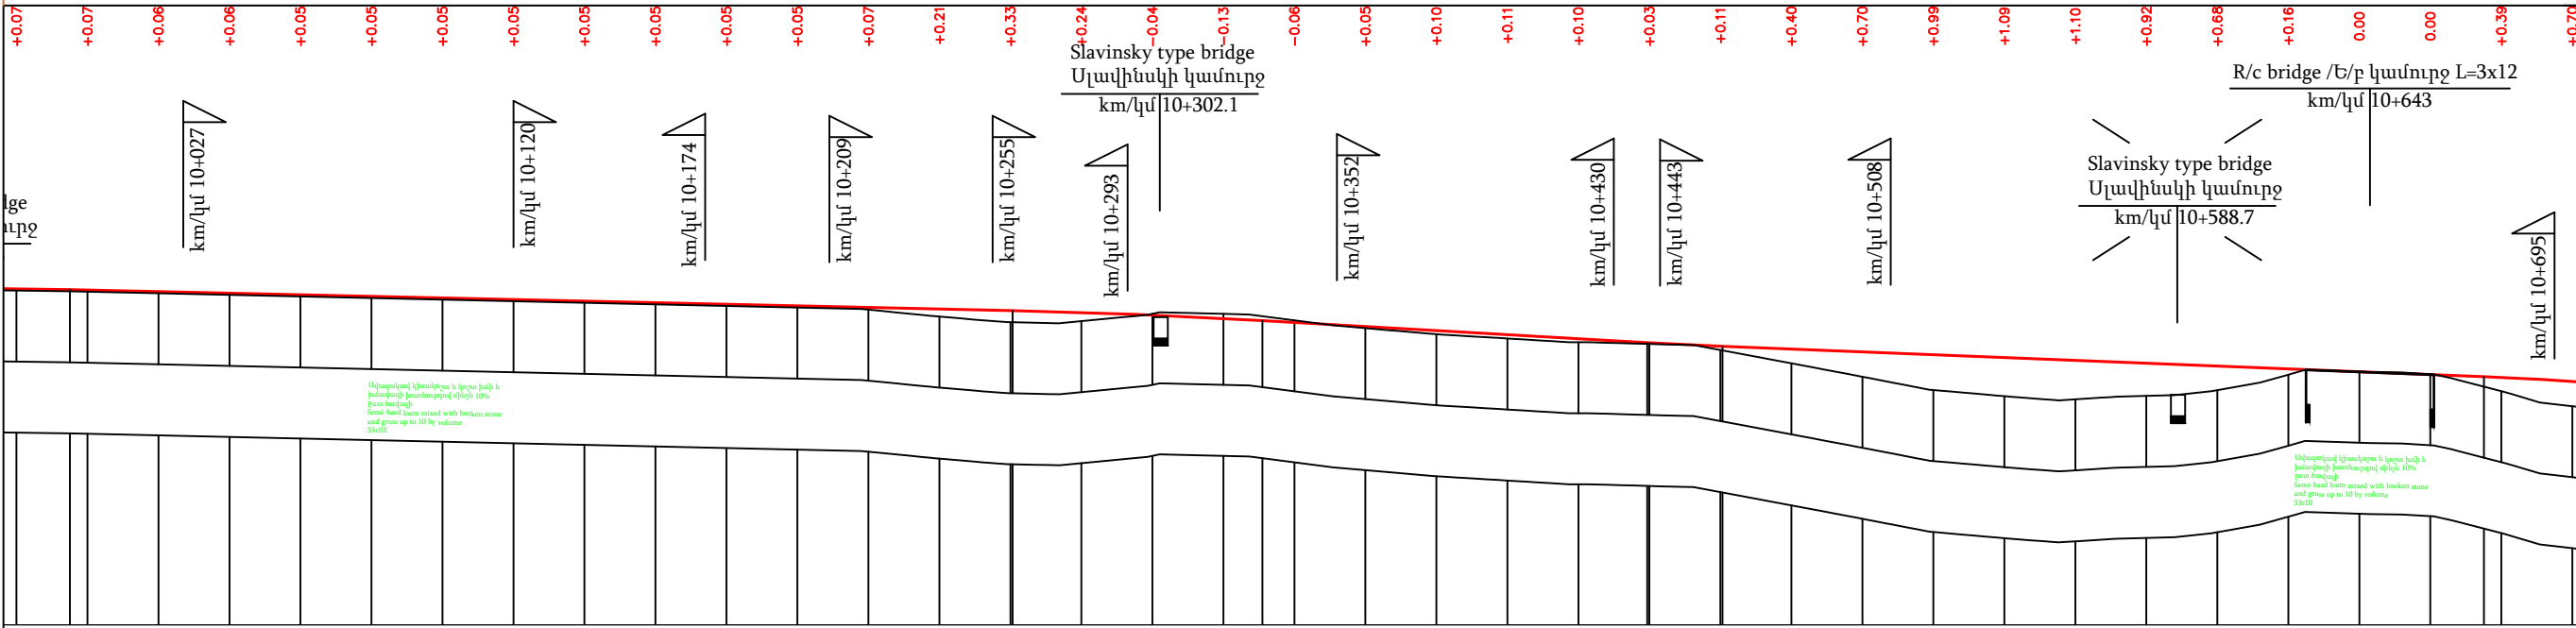 +0.07
+0.07
+0.06
+0.06
+0.05
+0.05
+0.05
+0.05
+0.05
+0.05
+0.05
+0.05
+0.07
+0.21
+0.33
+0.24
-0.04
-0.13
-0.06
+0.05
+0.10
+0.11
+0.10
+0.03
+0.11
+0.40
+0.70
+0.99
+1.09
+1.10
+0.92
+0.68
+0.16
0.00
0.00
+0.39
+0.70
Slavinsky type bridge
Սլավինսկի կամուրջ
km/կմ 10+302.1
R/c bridge /Ե/բ կամուրջ L=3x12
km/կմ 10+643
Slavinsky type bridge
Սլավինսկի կամուրջ
km/կմ 10+588.7
km/կմ 10+027
km/կմ 10+120
km/կմ 10+174
km/կմ 10+209
km/կմ 10+255
km/կմ 10+293
km/կմ 10+352
km/կմ 10+430
km/կմ 10+443
km/կմ 10+508
km/կմ 10+695
Semi-hard loam mixed with broken stone
and gruss up to 10 by volume
33гIII
Semi-hard loam mixed with broken stone
and gruss up to 10 by volume
33гIII